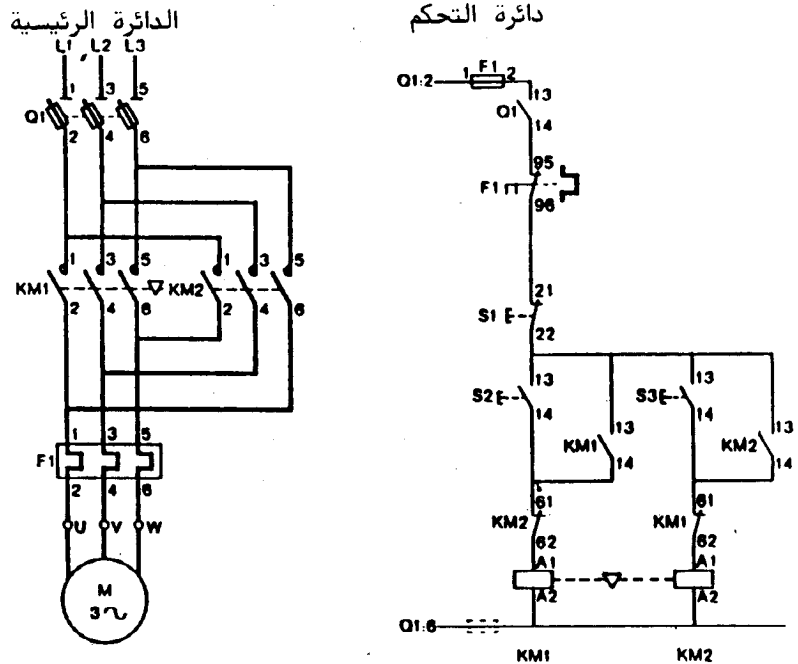 الدائرة الرئيسية
L1 L2 L3
1 3 5
Q1
2 4 6
1 3 5 1 3 5
KM1 KM2
2 4 6 2 4 6
1 3 5
F1
2 4 6
U V W
M
3
دائرة التحكم
F1
Q1:2 1 2
13
Q1
14
95
F1
96
21
S1
22
13 13
S2 S3
14 14
13 13
KM1 KM2
14 14
61 61
KM2 KM1
62 62
A1 A1
A2 A2
Q1:6
KM1 KM2